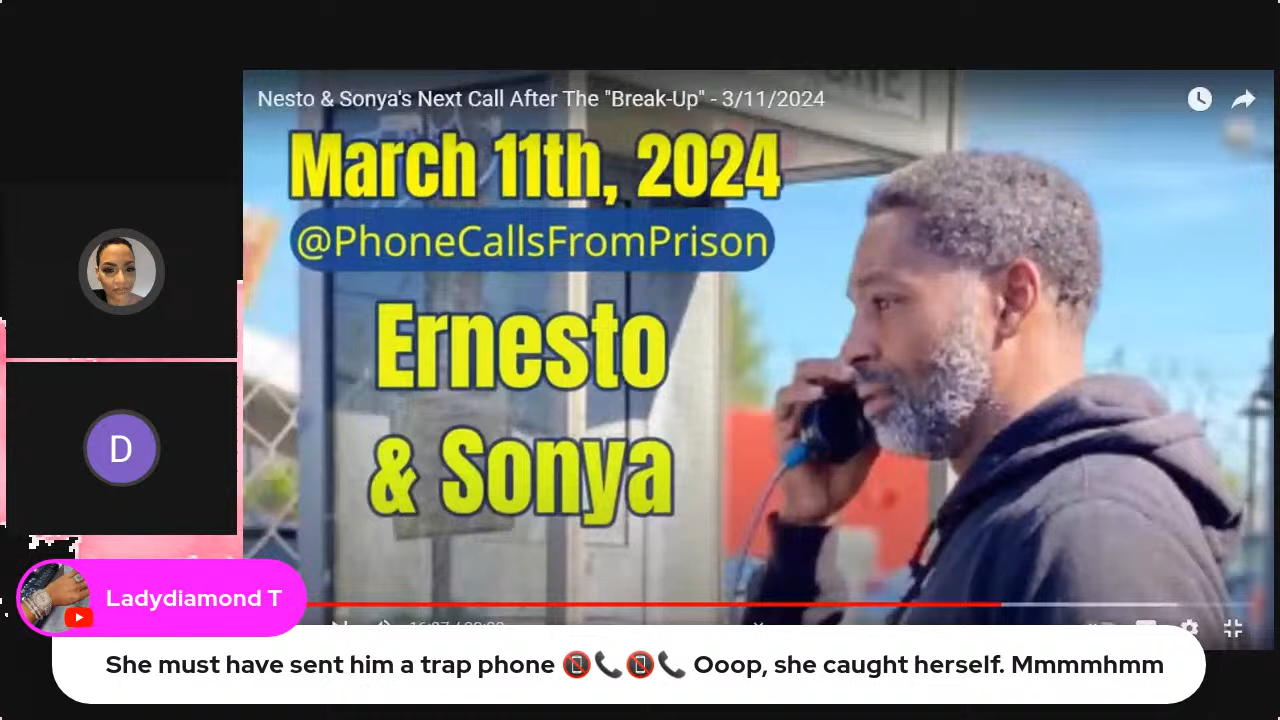 Nesto & Sonya's Next Call After The "Break-Up" - 3/11/2024
March 11th, 2024
@PhoneCallsFromPrison
Ernesto
& Sonya
D
Ladydiamond T
She must have sent him a trap phone 📵📞📵📞 Ooop, she caught herself. Mmmmhmm